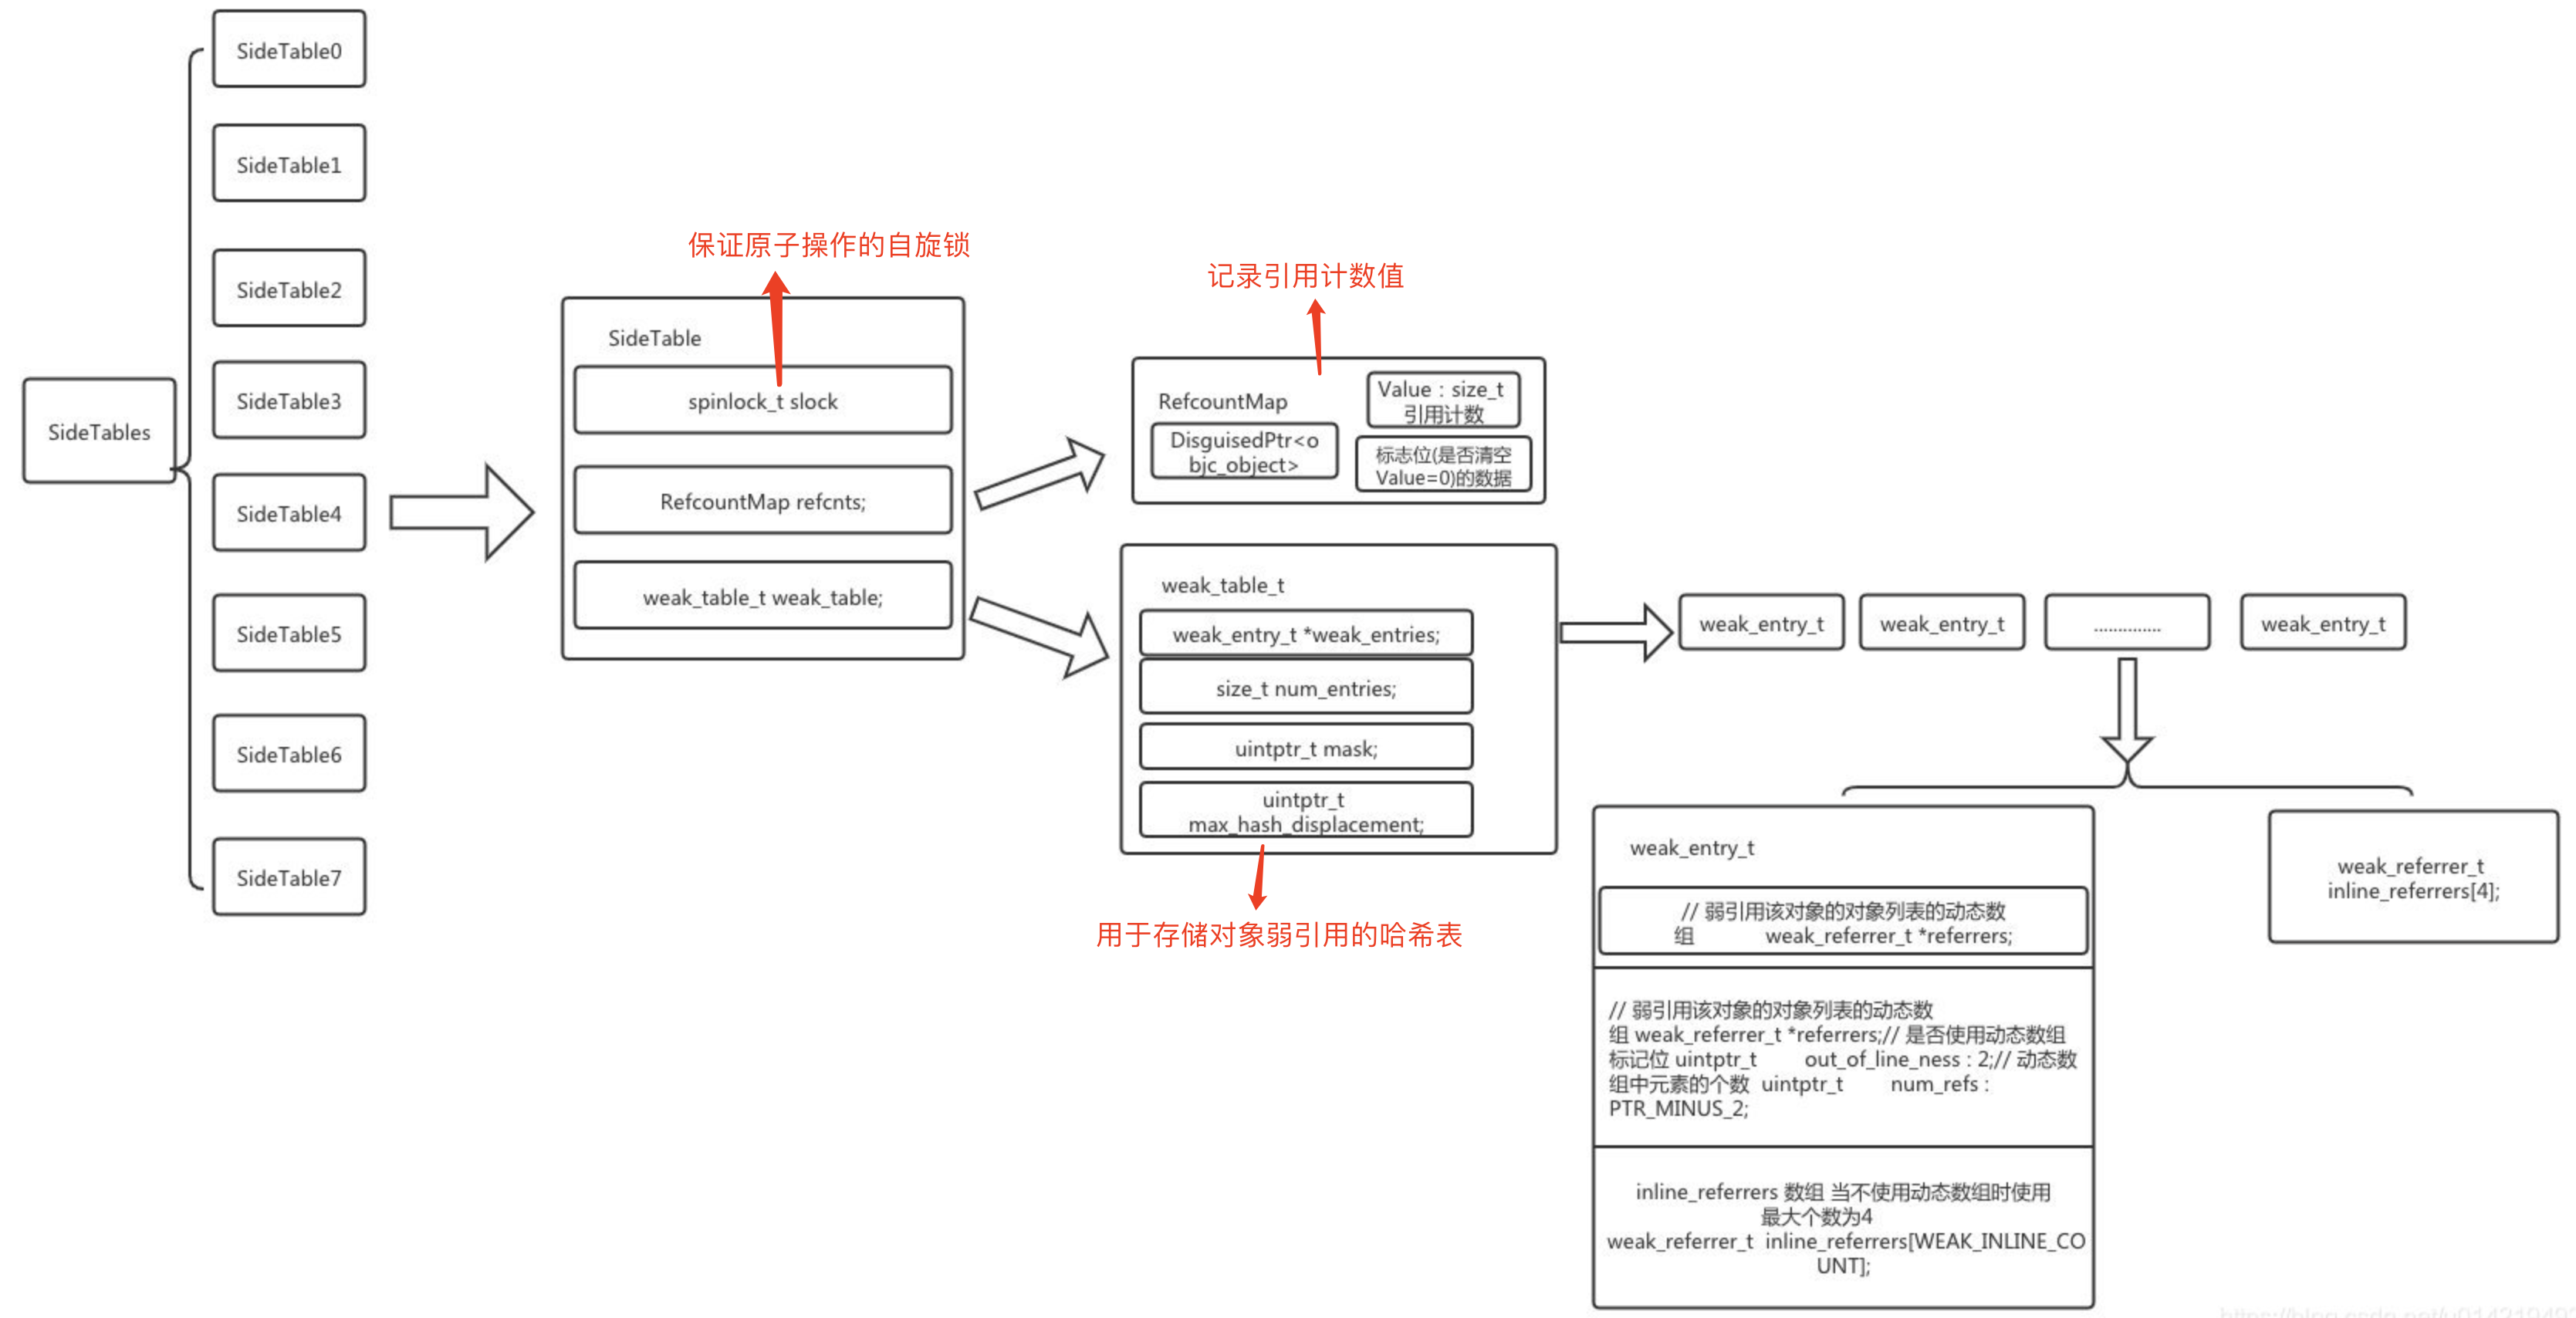 SideTables
SideTable0
SideTable1
SideTable2
SideTable3
SideTable4
SideTable5
SideTable6
SideTable7
保证原子操作的自旋锁
SideTable
spinlock_t slock
RefcountMap refcnts;
weak_table_t weak_table;
记录引用计数值
RefcountMap
DisguisedPtr<o
bjc_object>
Value : size_t
引用计数
标志位(是否清空
Value=0)的数据
weak_table_t
weak_entry_t *weak_entries;
size_t num_entries;
uintptr_t mask;
uintptr_t
max_hash_displacement;
用于存储对象弱引用的哈希表
weak_entry_t
weak_entry_t
..............
weak_entry_t
weak_entry_t
// 弱引用该对象的对象列表的动态数
组 weak_referrer_t *referrers;
// 弱引用该对象的对象列表的动态数
组 weak_referrer_t *referrers;// 是否使用动态数组
标记位 uintptr_t out_of_line_ness : 2;// 动态数
组中元素的个数 uintptr_t num_refs :
PTR_MINUS_2;
inline_referrers 数组 当不使用动态数组时使用
最大个数为4
weak_referrer_t inline_referrers[WEAK_INLINE_CO
UNT];
weak_referrer_t
inline_referrers[4];